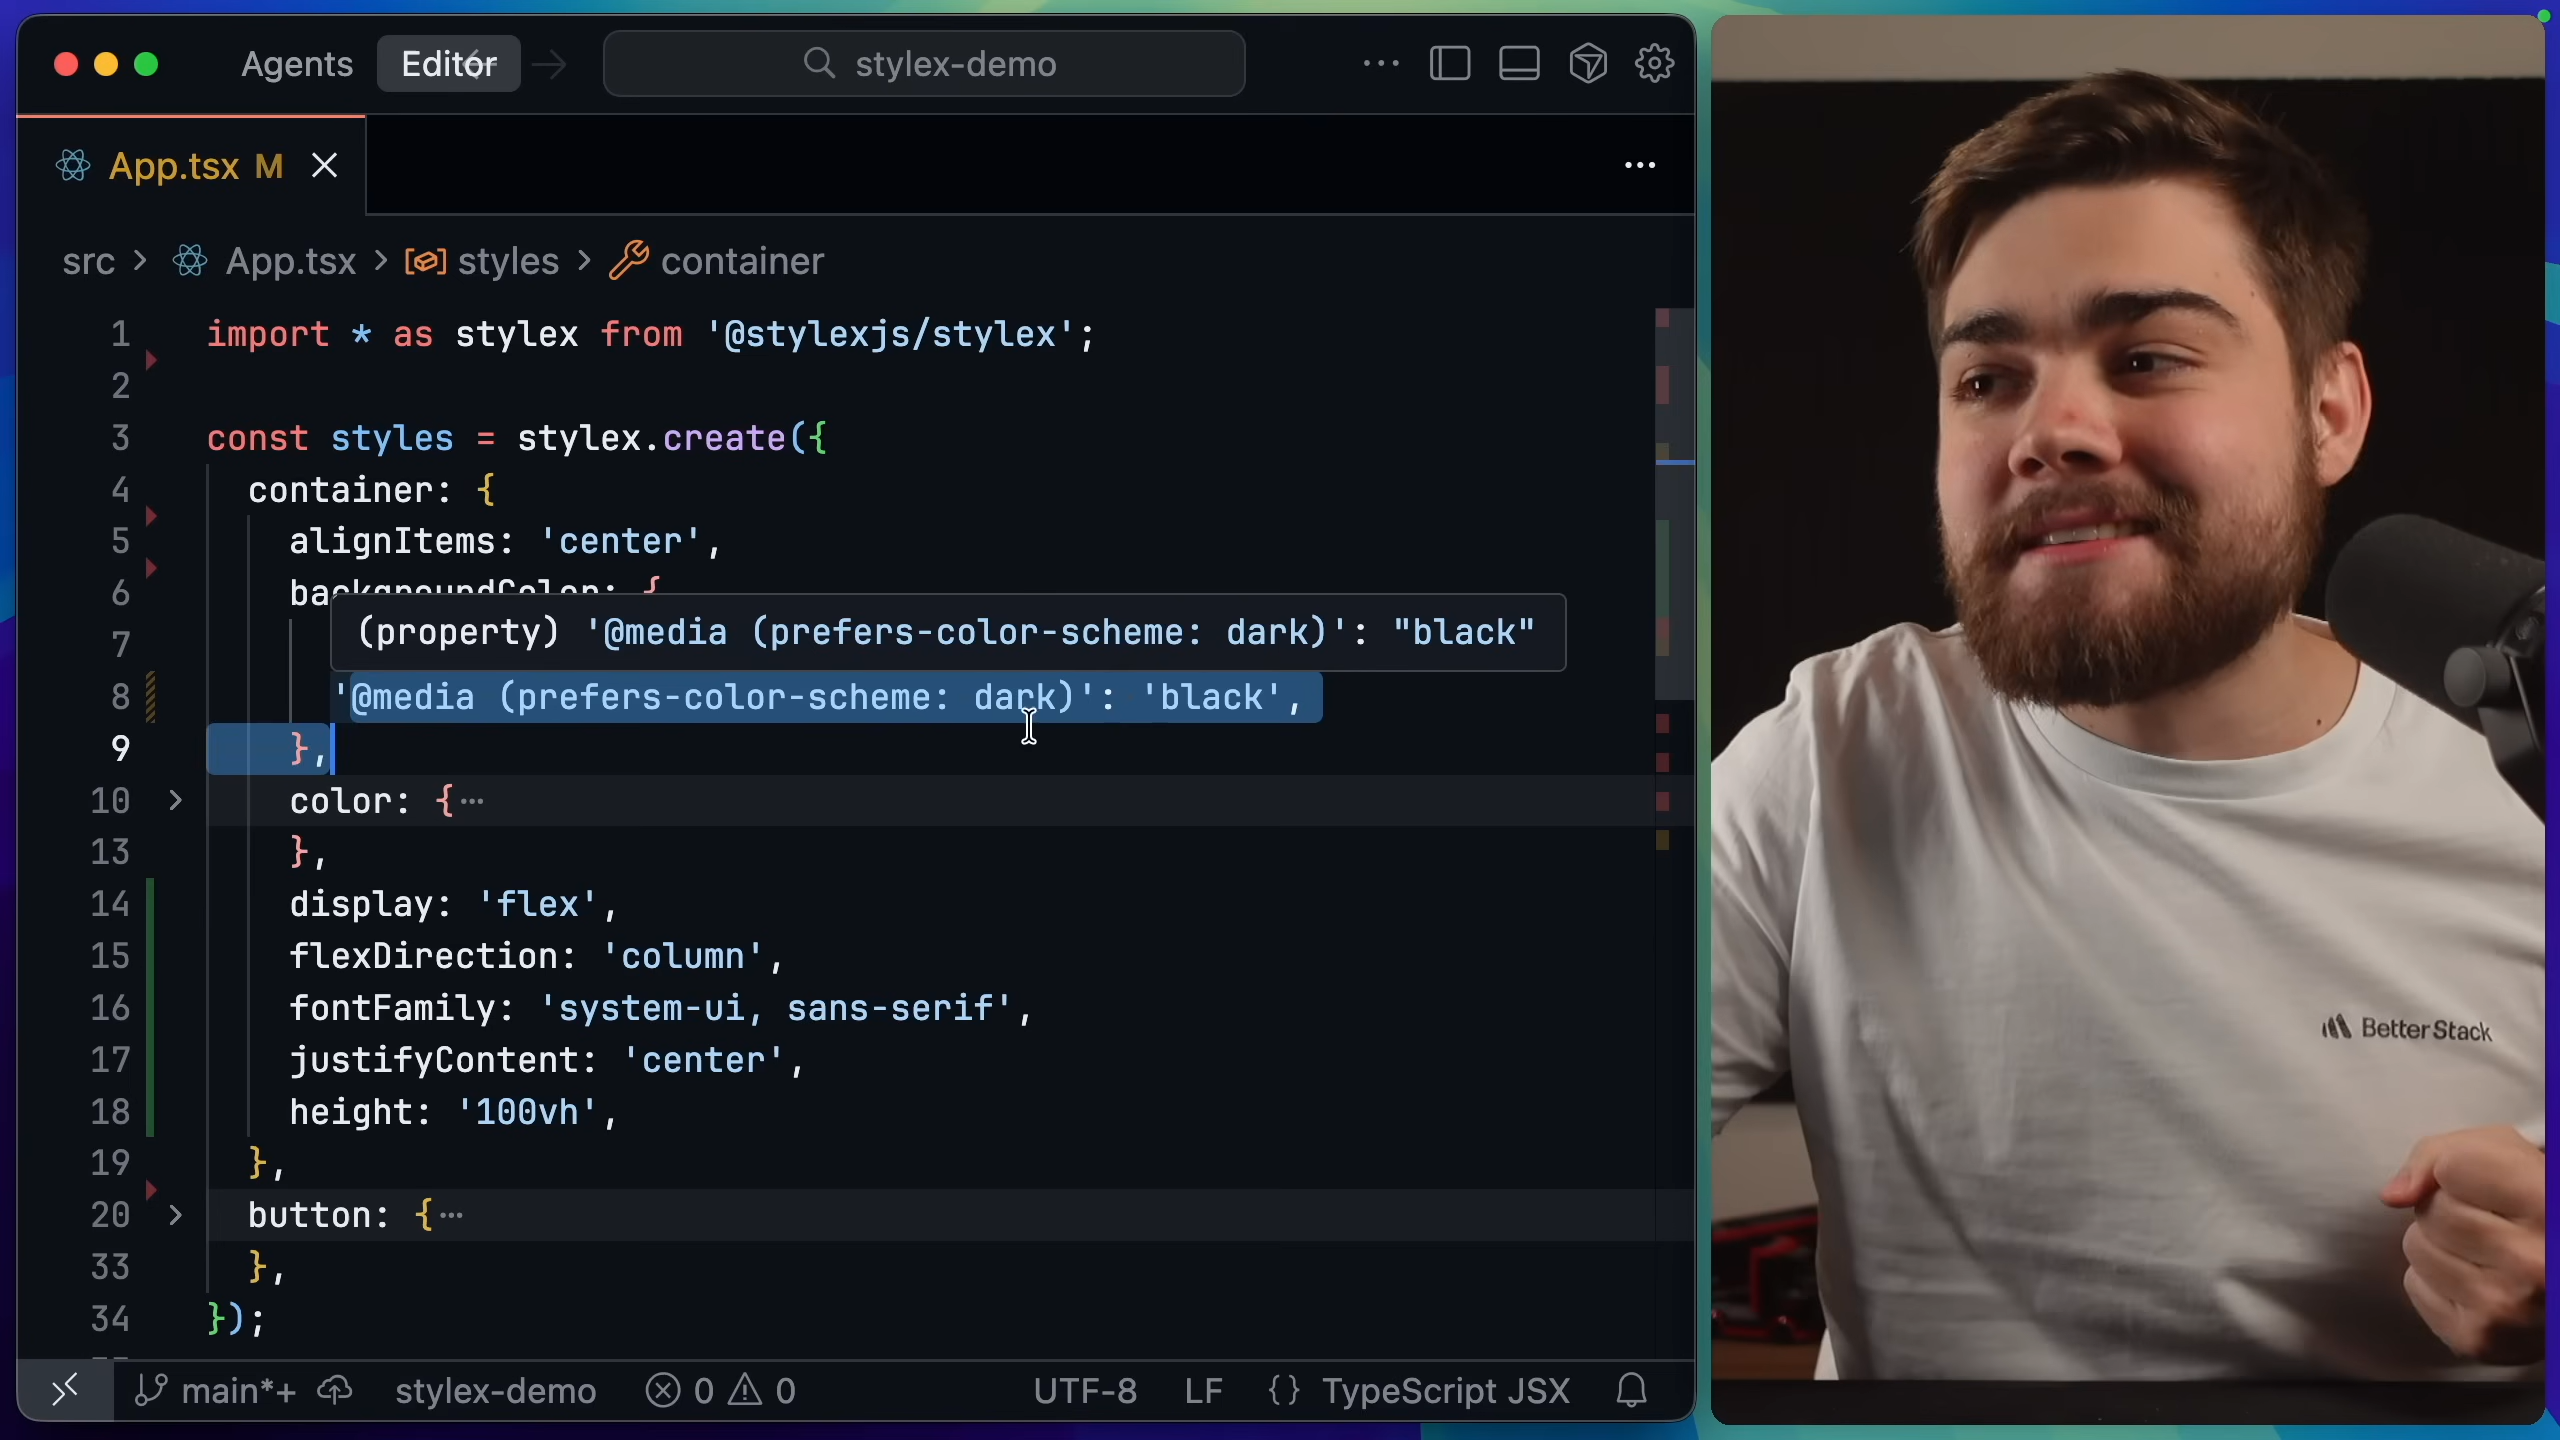 Agents Editor stylex-demo
App.tsx M
src > App.tsx > styles > container
1 import * as stylex from '@stylexjs/stylex';
2
3 const styles = stylex.create({
4 container: {
5 alignItems: 'center',
6 backgroundColor: {
(property) '@media (prefers-color-scheme: dark)': "black"
7
8 '@media (prefers-color-scheme: dark)': 'black',
9 },
10 color: {···
13 },
14 display: 'flex',
15 flexDirection: 'column',
16 fontFamily: 'system-ui, sans-serif',
17 justifyContent: 'center',
18 height: '100vh',
19 },
20 button: {···
33 },
34 });
main*+ stylex-demo 0 0 UTF-8 LF {} TypeScript JSX
Better Stack